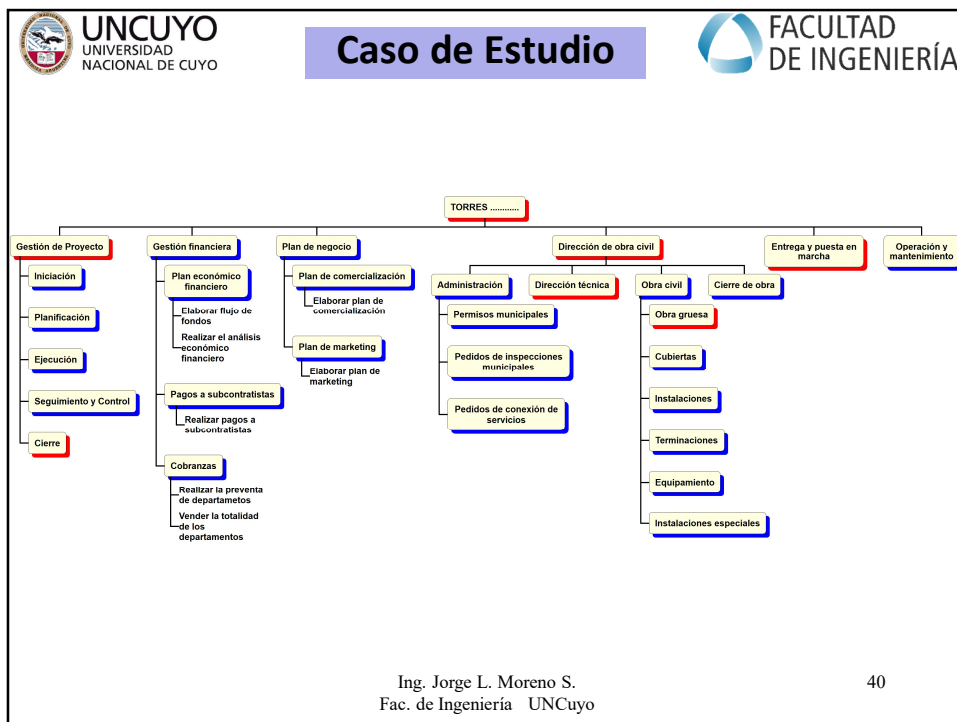 UNCUYO
UNIVERSIDAD
NACIONAL DE CUYO
Caso de Estudio
FACULTAD
DE INGENIERÍA
TORRES ............
Gestión de Proyecto
Iniciación
Planificación
Ejecución
Seguimiento y Control
Cierre
Gestión financiera
Plan económico
financiero
Elaborar flujo de
fondos
Realizar el análisis
económico
financiero
Pagos a subcontratistas
Realizar pagos a
subcontratistas
Cobranzas
Realizar la preventa
de departametos
Vender la totalidad
de los
departamentos
Plan de negocio
Plan de comercialización
Elaborar plan de
comercialización
Plan de marketing
Elaborar plan de
marketing
Dirección de obra civil
Administración
Permisos municipales
Pedidos de inspecciones
municipales
Pedidos de conexión de
servicios
Dirección técnica
Obra civil
Obra gruesa
Cubiertas
Instalaciones
Terminaciones
Equipamiento
Instalaciones especiales
Cierre de obra
Entrega y puesta en
marcha
Operación y
mantenimiento
Ing. Jorge L. Moreno S.
Fac. de Ingeniería UNCuyo
40